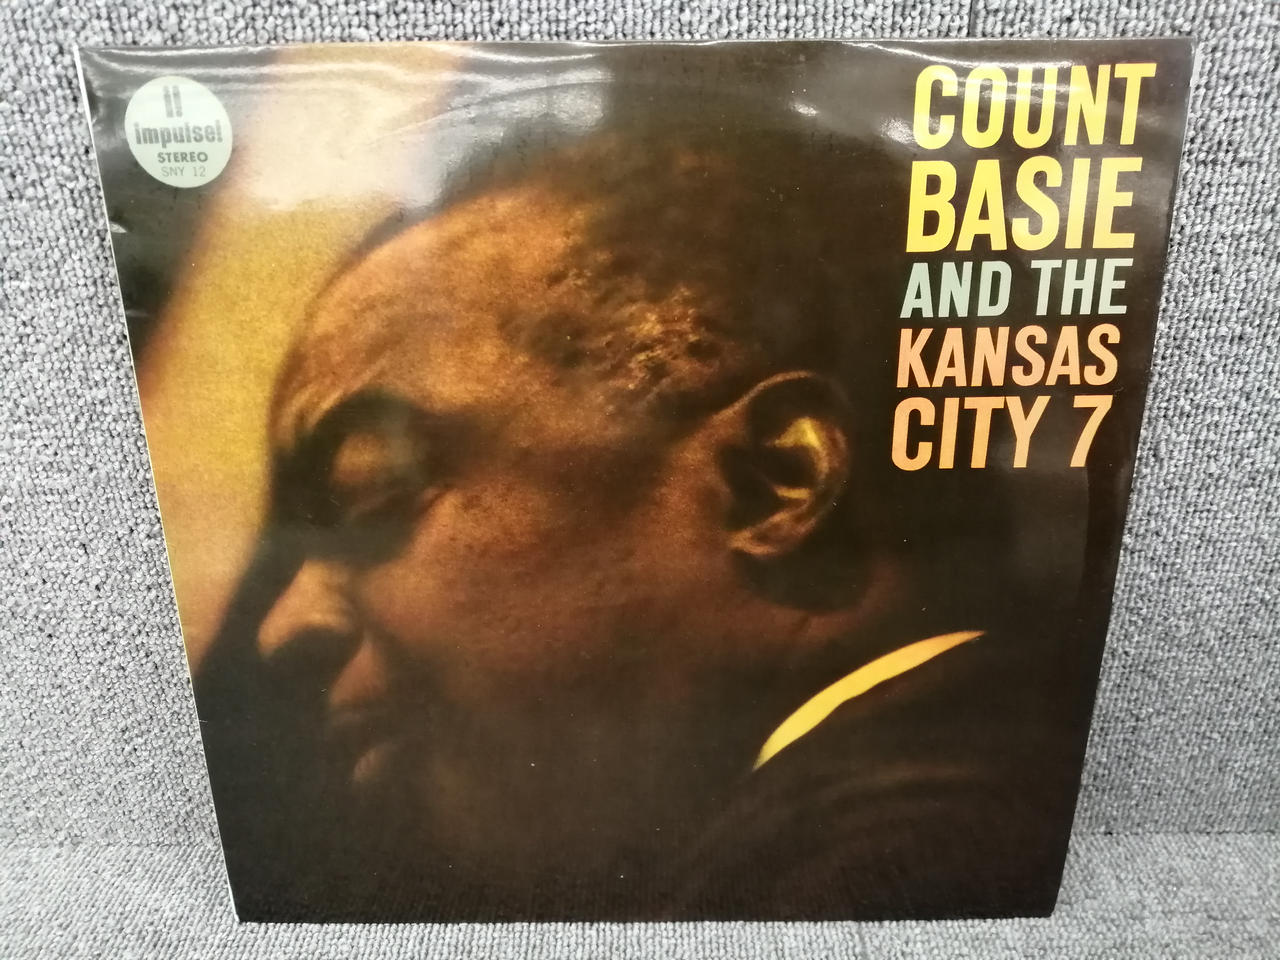 impulse!
STEREO
SNY 12
COUNT
BASIE
AND THE
KANSAS
CITY 7